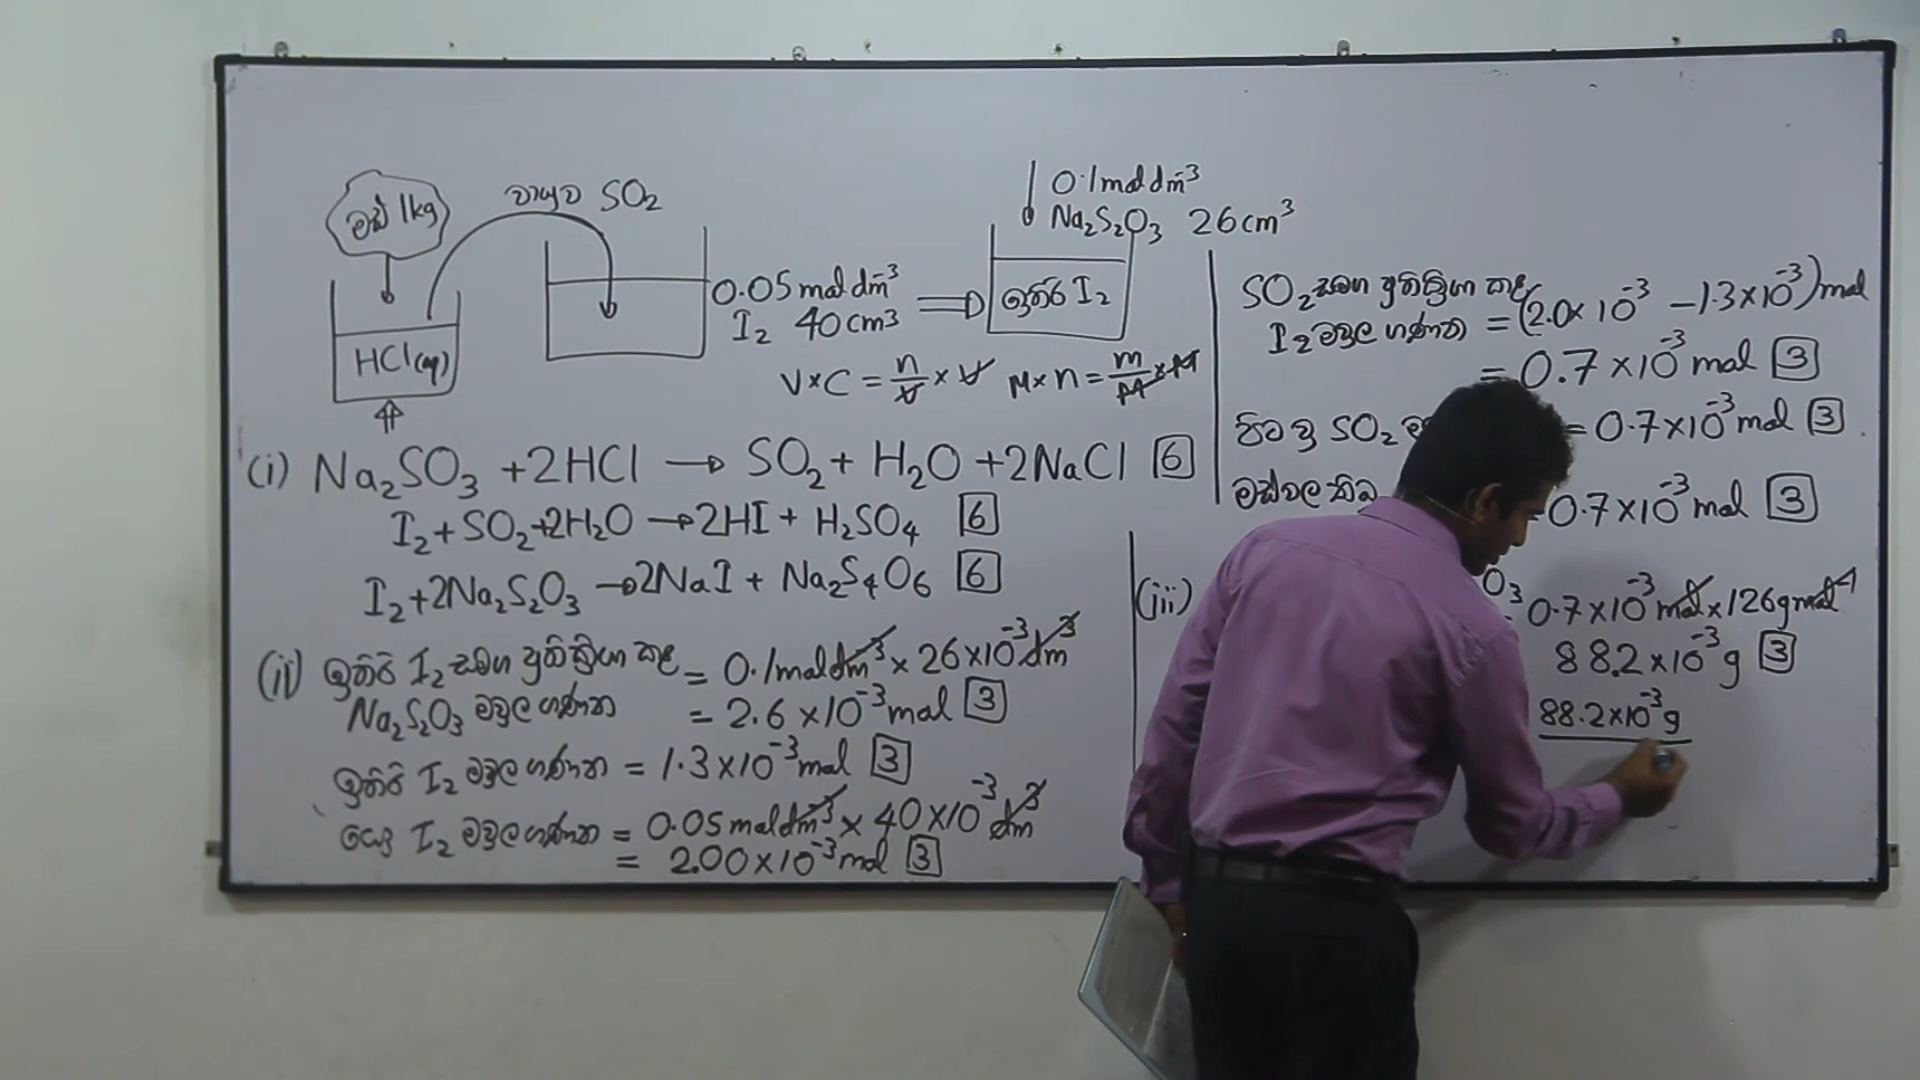 මඩ 1kg
වායුව SO₂
HCl(aq)
0.05 mol dm⁻³
I₂ 40 cm³
0.1 mol dm⁻³
Na₂S₂O₃ 26 cm³
ඉතිරි I₂
V × C = n/V × V M × n = m/M × M
(i) Na₂SO₃ + 2HCl → SO₂ + H₂O + 2NaCl 6
I₂ + SO₂ + 2H₂O → 2HI + H₂SO₄ 6
I₂ + 2Na₂S₂O₃ → 2NaI + Na₂S₄O₆ 6
(ii) ඉතිරි I₂ සමග ප්‍රතික්‍රියා කළ = 0.1 mol dm⁻³ × 26 × 10⁻³ dm³
Na₂S₂O₃ මවුල ගණන = 2.6 × 10⁻³ mol 3
ඉතිරි I₂ මවුල ගණන = 1.3 × 10⁻³ mol 3
යෙදූ I₂ මවුල ගණන = 0.05 mol dm⁻³ × 40 × 10⁻³ dm³
= 2.00 × 10⁻³ mol 3
SO₂ සමග ප්‍රතික්‍රියා කළ
I₂ මවුල ගණන = (2.0 × 10⁻³ − 1.3 × 10⁻³) mol
= 0.7 × 10⁻³ mol 3
පිට වූ SO₂ = 0.7 × 10⁻³ mol 3
මඩවල තිබූ 0.7 × 10⁻³ mol 3
(iii) O₃ 0.7 × 10⁻³ mol × 126 g mol⁻¹
88.2 × 10⁻³ g 3
88.2 × 10⁻³ g